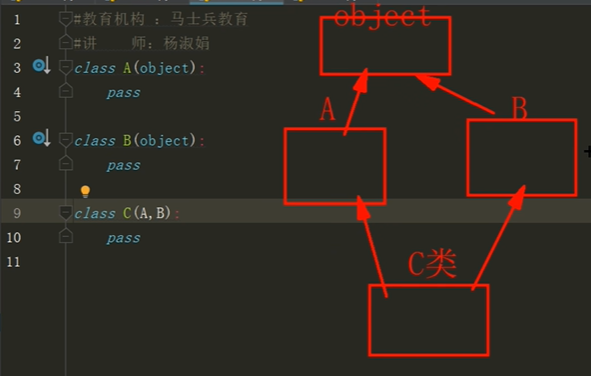 1 #教育机构 : 马士兵教育
2 #讲 师: 杨淑娟
3 class A(object):
4 pass
5
6 class B(object):
7 pass
8
9 class C(A,B):
10 pass
11
object
A
B
C类